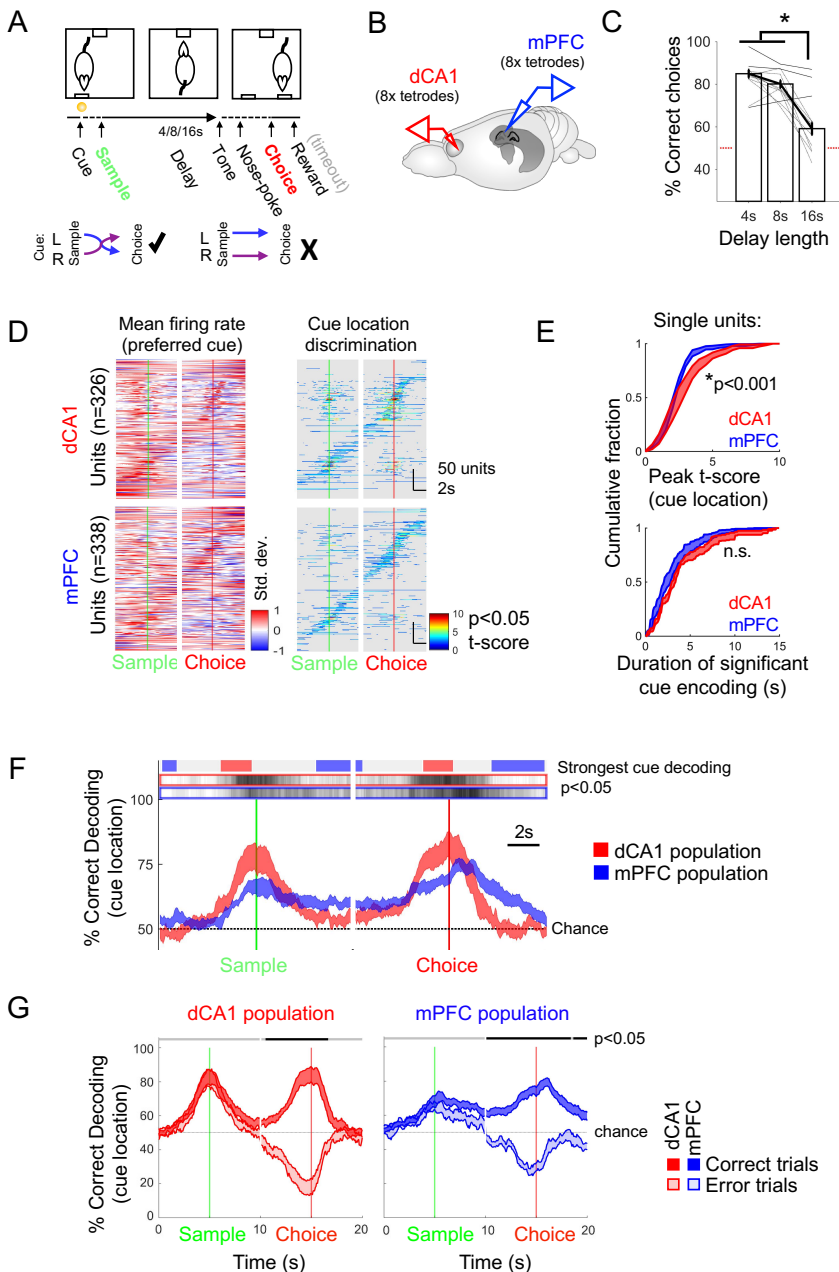 A
4/8/16s
Cue
Sample
Delay
Tone
Nose-poke
Choice
Reward
(timeout)
Cue:
L
R
Sample
Choice
L
R
Sample
Choice
X
B
mPFC
(8x tetrodes)
dCA1
(8x tetrodes)
C
*
% Correct choices
100
80
60
4s
8s
16s
Delay length
D
Mean firing rate
(preferred cue)
Cue location
discrimination
dCA1
Units (n=326)
50 units
2s
mPFC
Units (n=338)
Std. dev.
1
0
-1
10
5
0
p<0.05
t-score
Sample
Choice
Sample
Choice
E
Single units:
Cumulative fraction
1
0.5
0
*p<0.001
dCA1
mPFC
0
5
10
Peak t-score
(cue location)
1
0.5
0
n.s.
dCA1
mPFC
0
5
10
15
Duration of significant
cue encoding (s)
F
Strongest cue decoding
p<0.05
% Correct Decoding
(cue location)
100
75
50
2s
dCA1 population
mPFC population
Chance
Sample
Choice
G
dCA1 population
mPFC population
p<0.05
% Correct Decoding
(cue location)
100
80
60
40
20
0
chance
dCA1
mPFC
Correct trials
Error trials
Sample
Choice
Sample
Choice
0
10
20
0
10
20
Time (s)
Time (s)